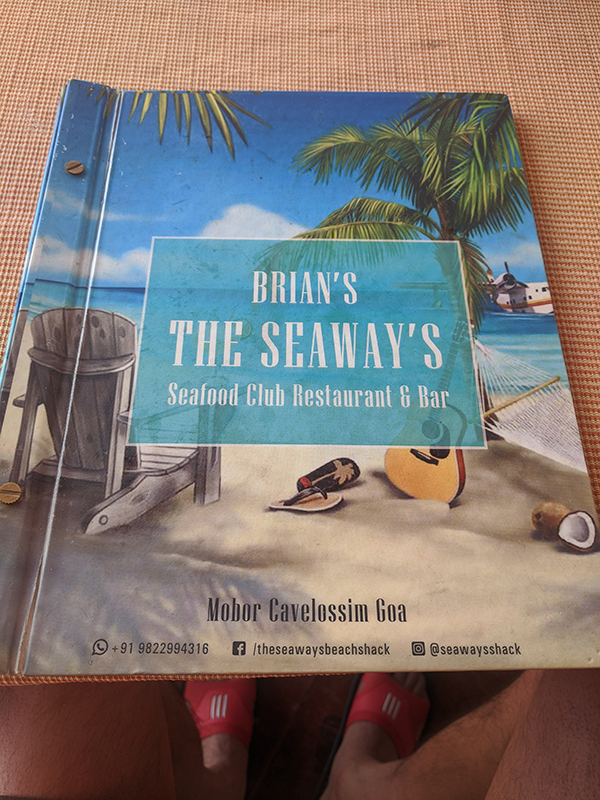 BRIAN'S
THE SEAWAY'S
Seafood Club Restaurant & Bar
Mobor Cavelossim Goa
+91 9822994316 /theseawaysbeachshack @seawaysshack